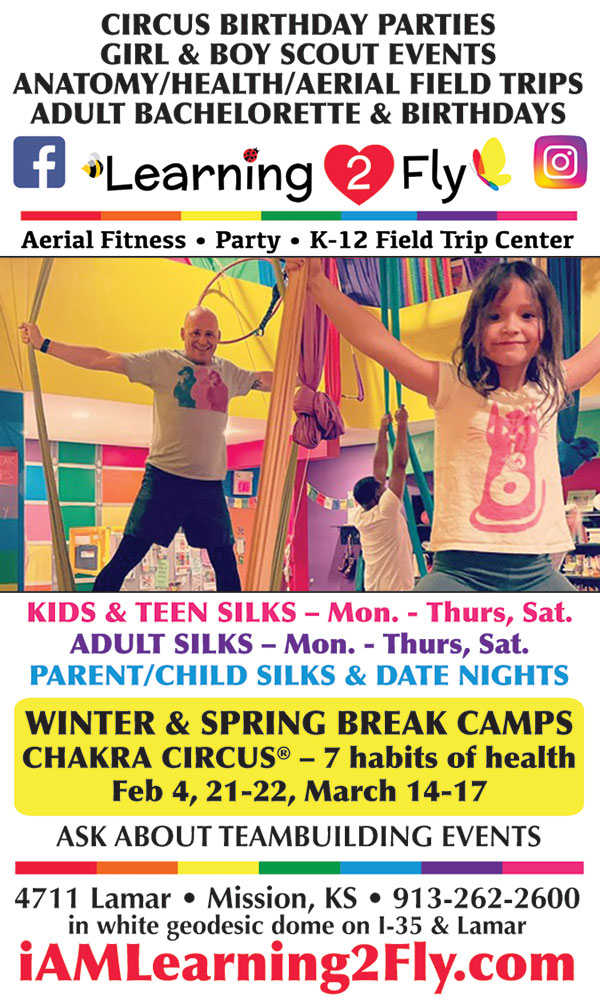 CIRCUS BIRTHDAY PARTIES
GIRL & BOY SCOUT EVENTS
ANATOMY/HEALTH/AERIAL FIELD TRIPS
ADULT BACHELORETTE & BIRTHDAYS
Learning 2 Fly
Aerial Fitness • Party • K-12 Field Trip Center
KIDS & TEEN SILKS – Mon. - Thurs, Sat.
ADULT SILKS – Mon. - Thurs, Sat.
PARENT/CHILD SILKS & DATE NIGHTS
WINTER & SPRING BREAK CAMPS
CHAKRA CIRCUS® – 7 habits of health
Feb 4, 21-22, March 14-17
ASK ABOUT TEAMBUILDING EVENTS
4711 Lamar • Mission, KS • 913-262-2600
in white geodesic dome on I-35 & Lamar
iAMLearning2Fly.com